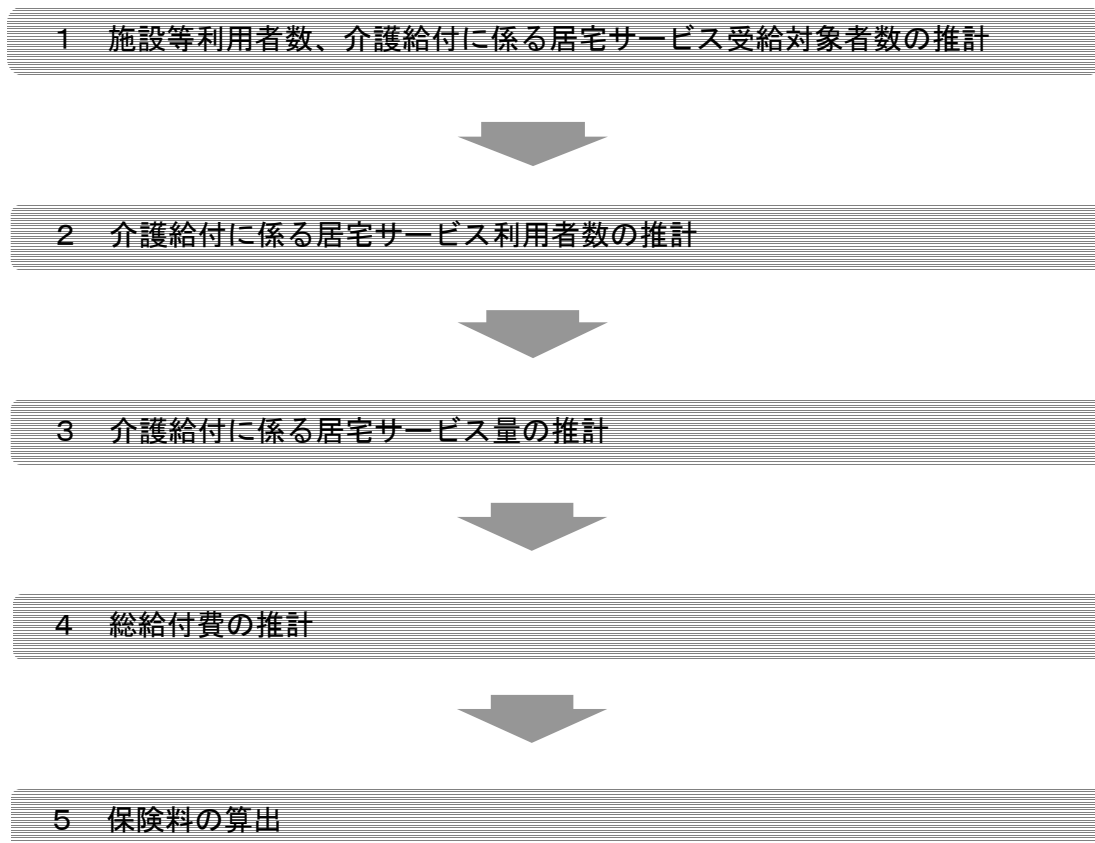 １　施設等利用者数、介護給付に係る居宅サービス受給対象者数の推計
２　介護給付に係る居宅サービス利用者数の推計
３　介護給付に係る居宅サービス量の推計
４　総給付費の推計
５　保険料の算出